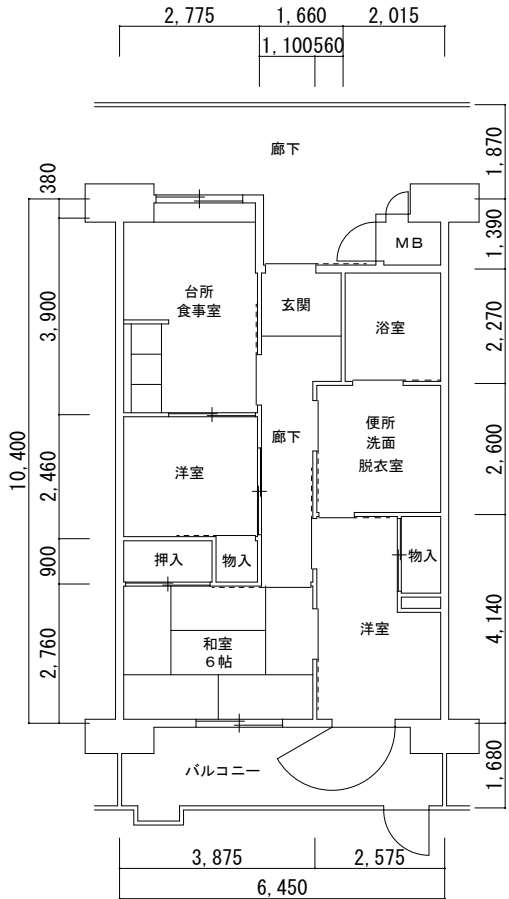 2,775 1,660 2,015
1,100 560
廊下
380
1,870
1,390
MB
台所
食事室
玄関
浴室
3,900
2,270
便所
洗面
脱衣室
廊下
洋室
2,460
2,600
10,400
押入
物入
物入
900
洋室
和室
6帖
2,760
4,140
バルコニー
1,680
3,875 2,575
6,450